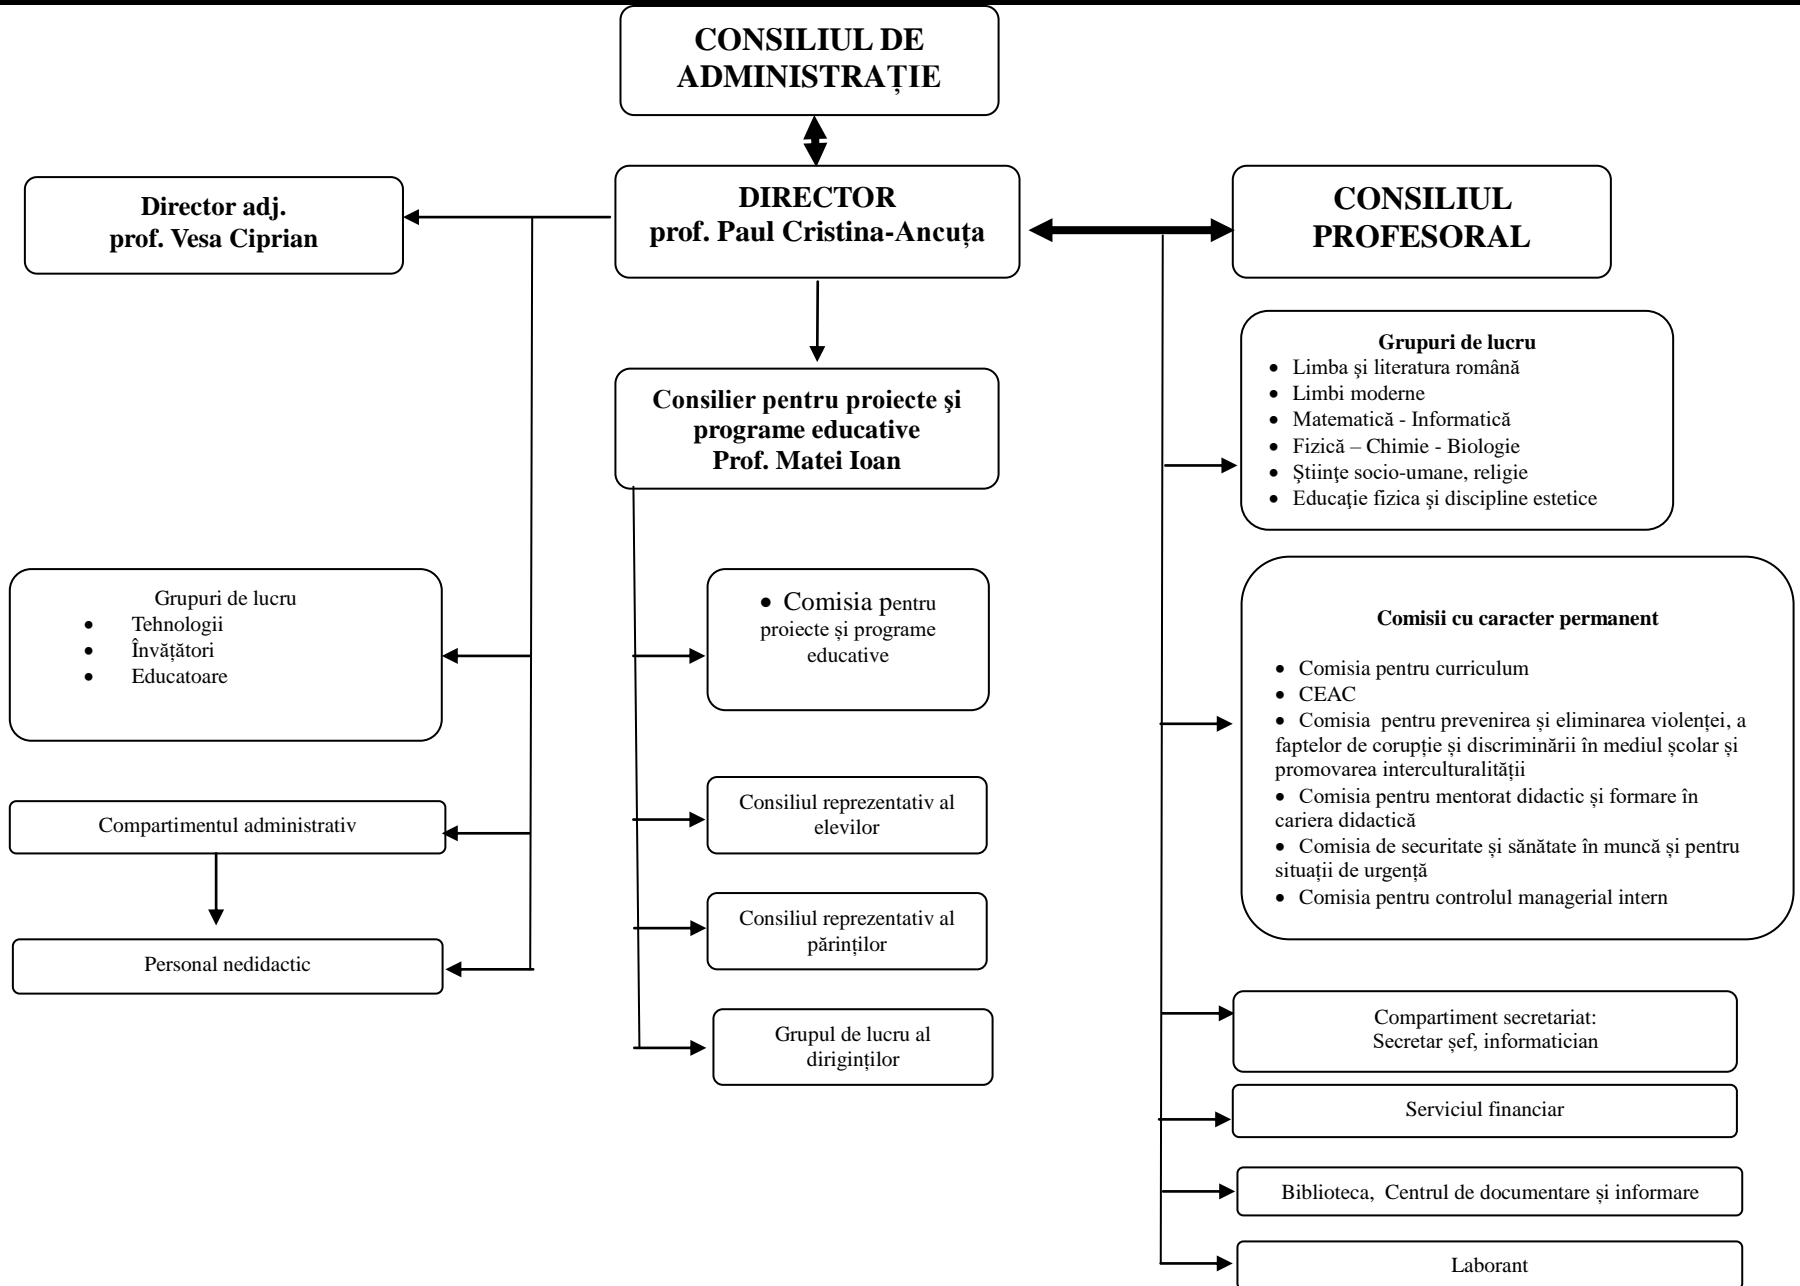 CONSILIUL DE
ADMINISTRAȚIE
Director adj.
prof. Vesa Ciprian
DIRECTOR
prof. Paul Cristina-Ancuța
CONSILIUL
PROFESORAL
Consilier pentru proiecte şi
programe educative
Prof. Matei Ioan
Grupuri de lucru
• Limba şi literatura română
• Limbi moderne
• Matematică - Informatică
• Fizică – Chimie - Biologie
• Ştiinţe socio-umane, religie
• Educaţie fizica şi discipline estetice
Grupuri de lucru
• Tehnologii
• Învățători
• Educatoare
• Comisia pentru
proiecte și programe
educative
Comisii cu caracter permanent
• Comisia pentru curriculum
• CEAC
• Comisia pentru prevenirea și eliminarea violenței, a
faptelor de corupție și discriminării în mediul școlar și
promovarea interculturalității
• Comisia pentru mentorat didactic și formare în
cariera didactică
• Comisia de securitate și sănătate în muncă și pentru
situații de urgență
• Comisia pentru controlul managerial intern
Compartimentul administrativ
Consiliul reprezentativ al
elevilor
Personal nedidactic
Consiliul reprezentativ al
părinților
Grupul de lucru al
diriginților
Compartiment secretariat:
Secretar șef, informatician
Serviciul financiar
Biblioteca, Centrul de documentare și informare
Laborant